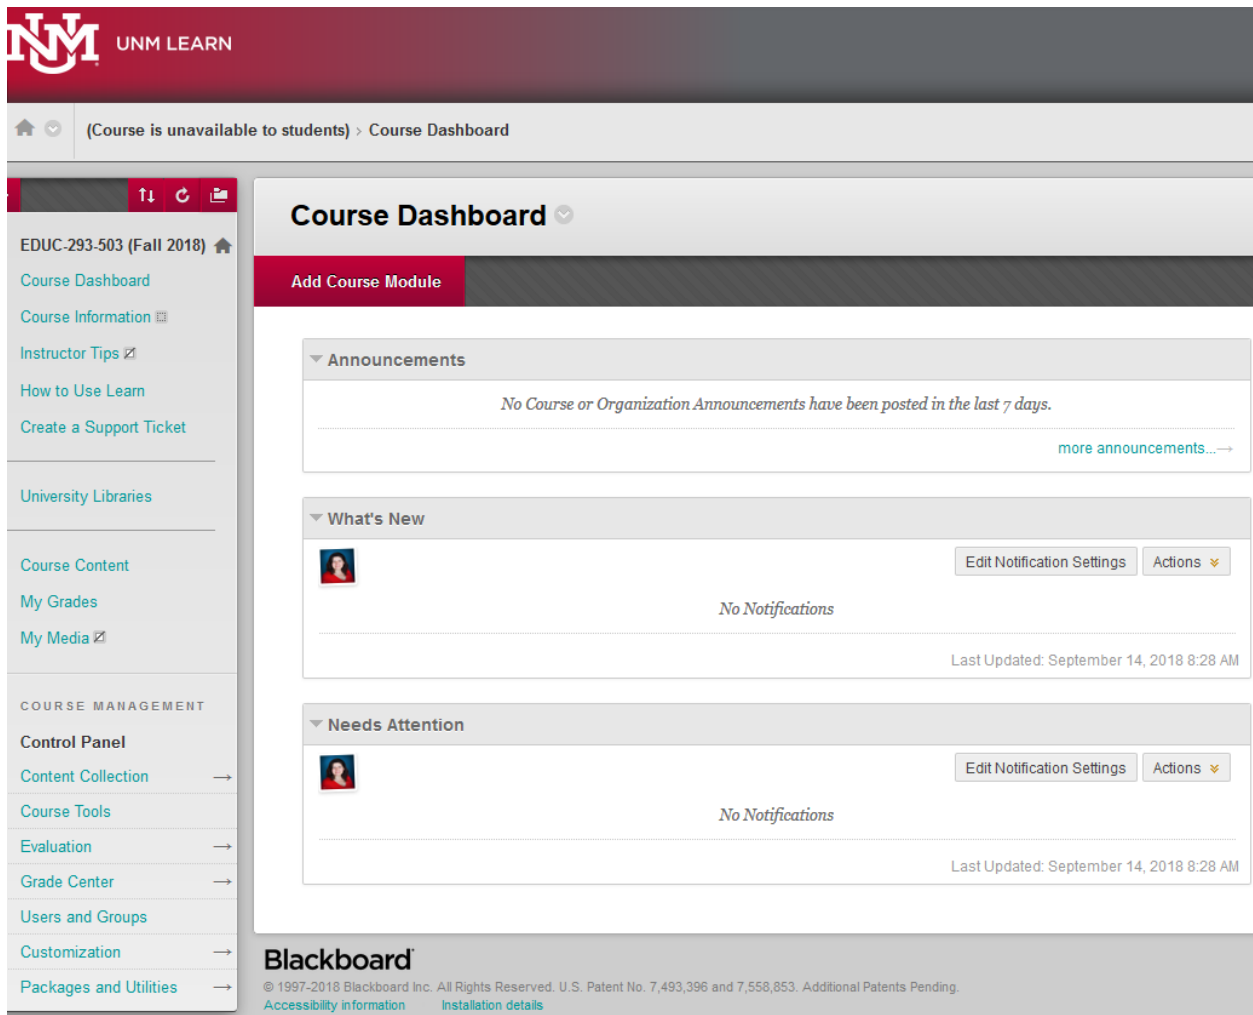 UNM UNM LEARN
(Course is unavailable to students) > Course Dashboard
EDUC-293-503 (Fall 2018)
Course Dashboard
Course Information
Instructor Tips
How to Use Learn
Create a Support Ticket
University Libraries
Course Content
My Grades
My Media
COURSE MANAGEMENT
Control Panel
Content Collection
Course Tools
Evaluation
Grade Center
Users and Groups
Customization
Packages and Utilities
Course Dashboard
Add Course Module
Announcements
No Course or Organization Announcements have been posted in the last 7 days.
more announcements...→
What's New
Edit Notification Settings Actions
No Notifications
Last Updated: September 14, 2018 8:28 AM
Needs Attention
Edit Notification Settings Actions
No Notifications
Last Updated: September 14, 2018 8:28 AM
Blackboard
© 1997-2018 Blackboard Inc. All Rights Reserved. U.S. Patent No. 7,493,396 and 7,558,853. Additional Patents Pending.
Accessibility information Installation details